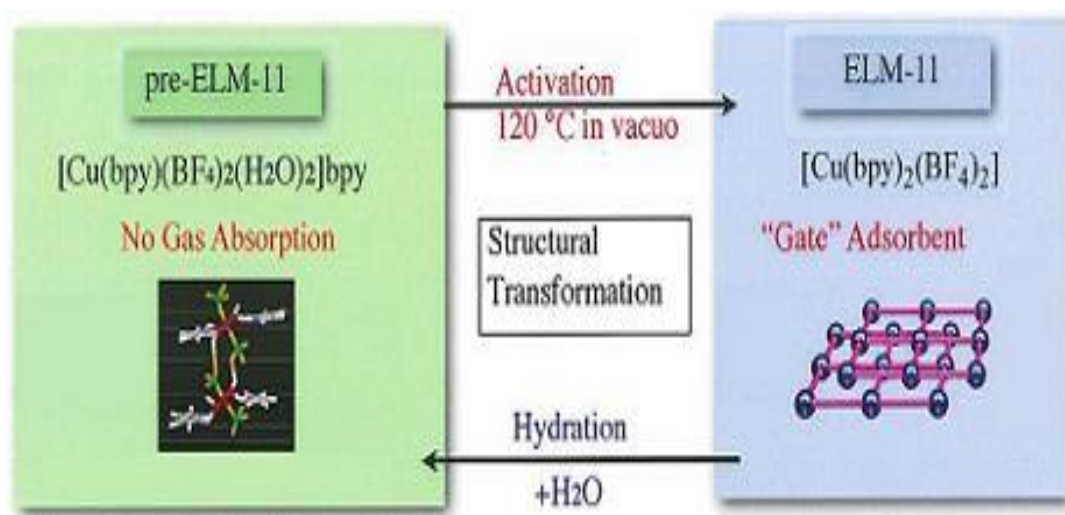 pre-ELM-11
[Cu(bpy)(BF₄)2(H2O)2]bpy
No Gas Absorption
Activation
120 °C in vacuo
Structural
Transformation
Hydration
+H2O
ELM-11
[Cu(bpy)₂(BF₄)₂]
“Gate” Adsorbent